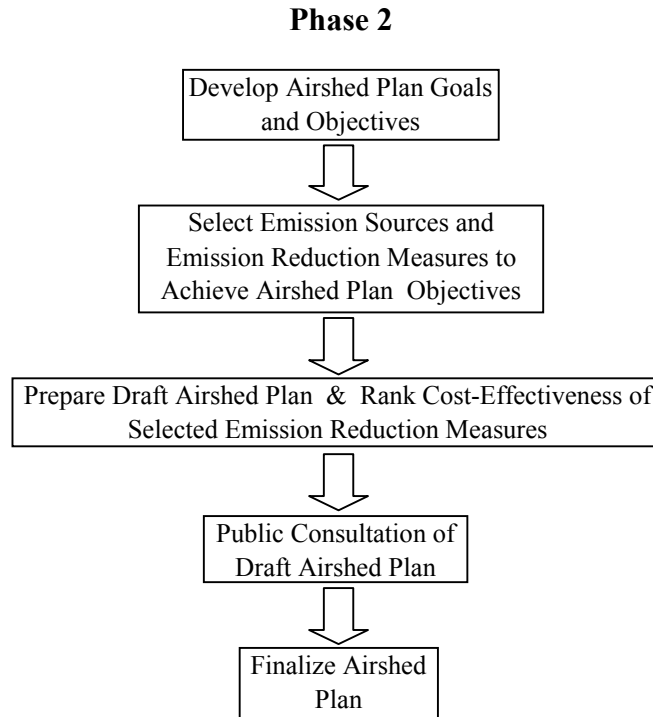 Phase 2
Develop Airshed Plan Goals
and Objectives
Select Emission Sources and
Emission Reduction Measures to
Achieve Airshed Plan Objectives
Prepare Draft Airshed Plan & Rank Cost-Effectiveness of
Selected Emission Reduction Measures
Public Consultation of
Draft Airshed Plan
Finalize Airshed
Plan